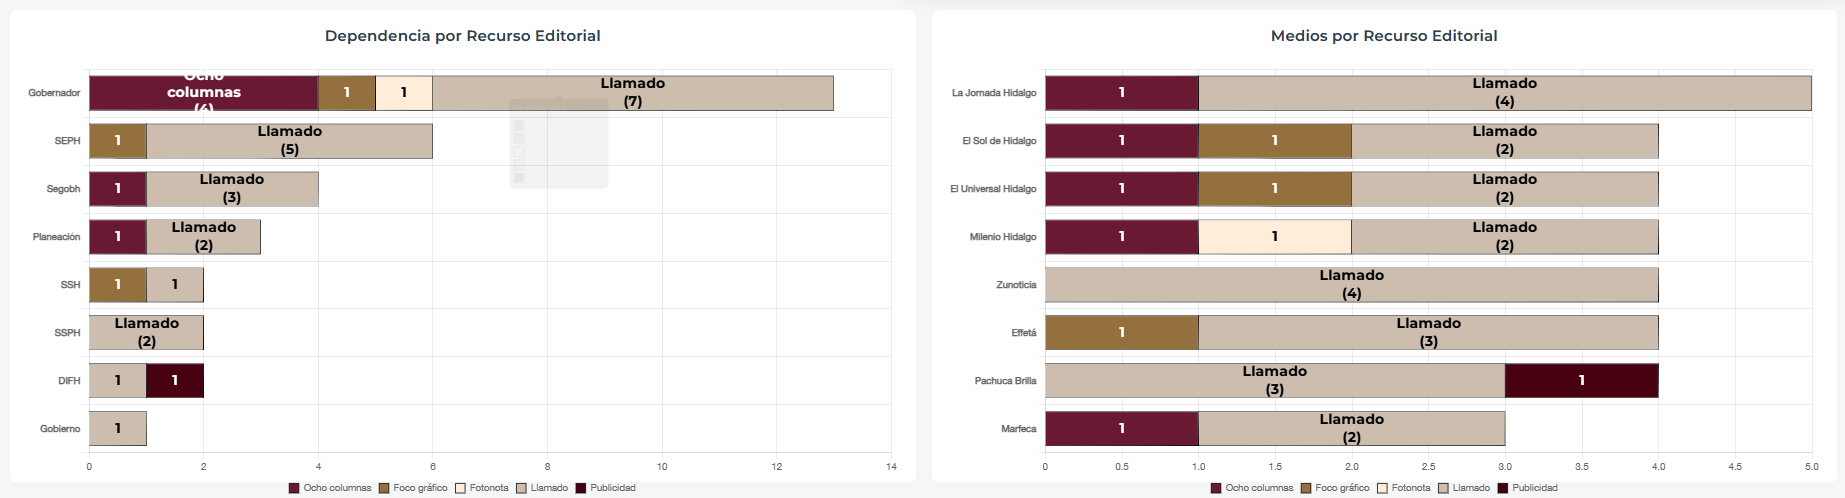 Dependencia por Recurso Editorial
Gobernador
Ocho
columnas
(4)
1
1
Llamado
(7)
SEPH
1
Llamado
(5)
Segobh
1
Llamado
(3)
Planeación
1
Llamado
(2)
SSH
1
1
SSPH
Llamado
(2)
DIFH
1
1
Gobierno
1
0 2 4 6 8 10 12 14
Ocho columnas Foco gráfico Fotonota Llamado Publicidad
Medios por Recurso Editorial
La Jornada Hidalgo
1
Llamado
(4)
El Sol de Hidalgo
1
1
Llamado
(2)
El Universal Hidalgo
1
1
Llamado
(2)
Milenio Hidalgo
1
1
Llamado
(2)
Zunoticia
Llamado
(4)
Effetá
1
Llamado
(3)
Pachuca Brilla
Llamado
(3)
1
Marfeca
1
Llamado
(2)
0 0.5 1.0 1.5 2.0 2.5 3.0 3.5 4.0 4.5 5.0
Ocho columnas Foco gráfico Fotonota Llamado Publicidad